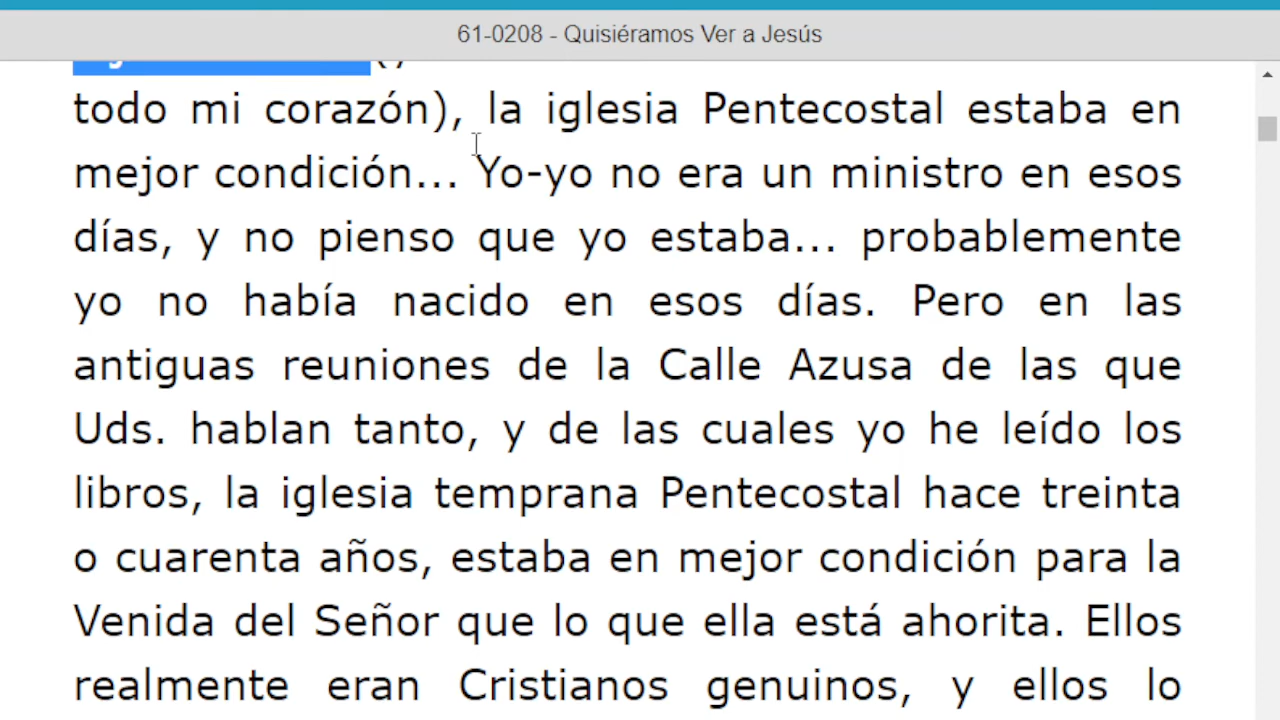 61-0208 - Quisiéramos Ver a Jesús
todo mi corazón), la iglesia Pentecostal estaba en
mejor condición... Yo-yo no era un ministro en esos
días, y no pienso que yo estaba... probablemente
yo no había nacido en esos días. Pero en las
antiguas reuniones de la Calle Azusa de las que
Uds. hablan tanto, y de las cuales yo he leído los
libros, la iglesia temprana Pentecostal hace treinta
o cuarenta años, estaba en mejor condición para la
Venida del Señor que lo que ella está ahorita. Ellos
realmente eran Cristianos genuinos, y ellos lo